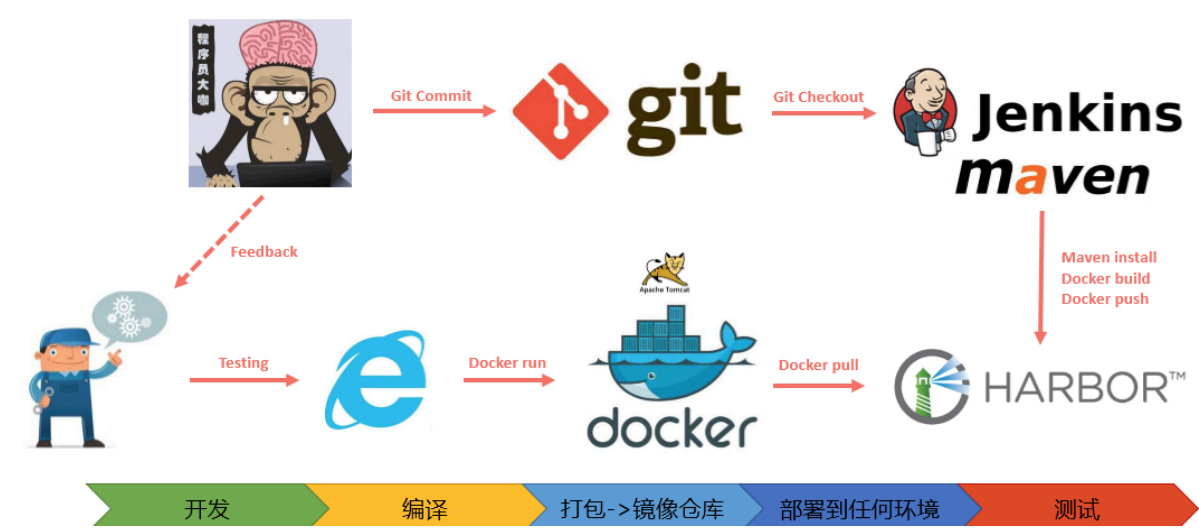 程序员大咖
Git Commit
git
Git Checkout
Jenkins
maven
Feedback
Maven install
Docker build
Docker push
Apache Tomcat
Testing
Docker run
docker
Docker pull
HARBOR™
开发
编译
打包->镜像仓库
部署到任何环境
测试